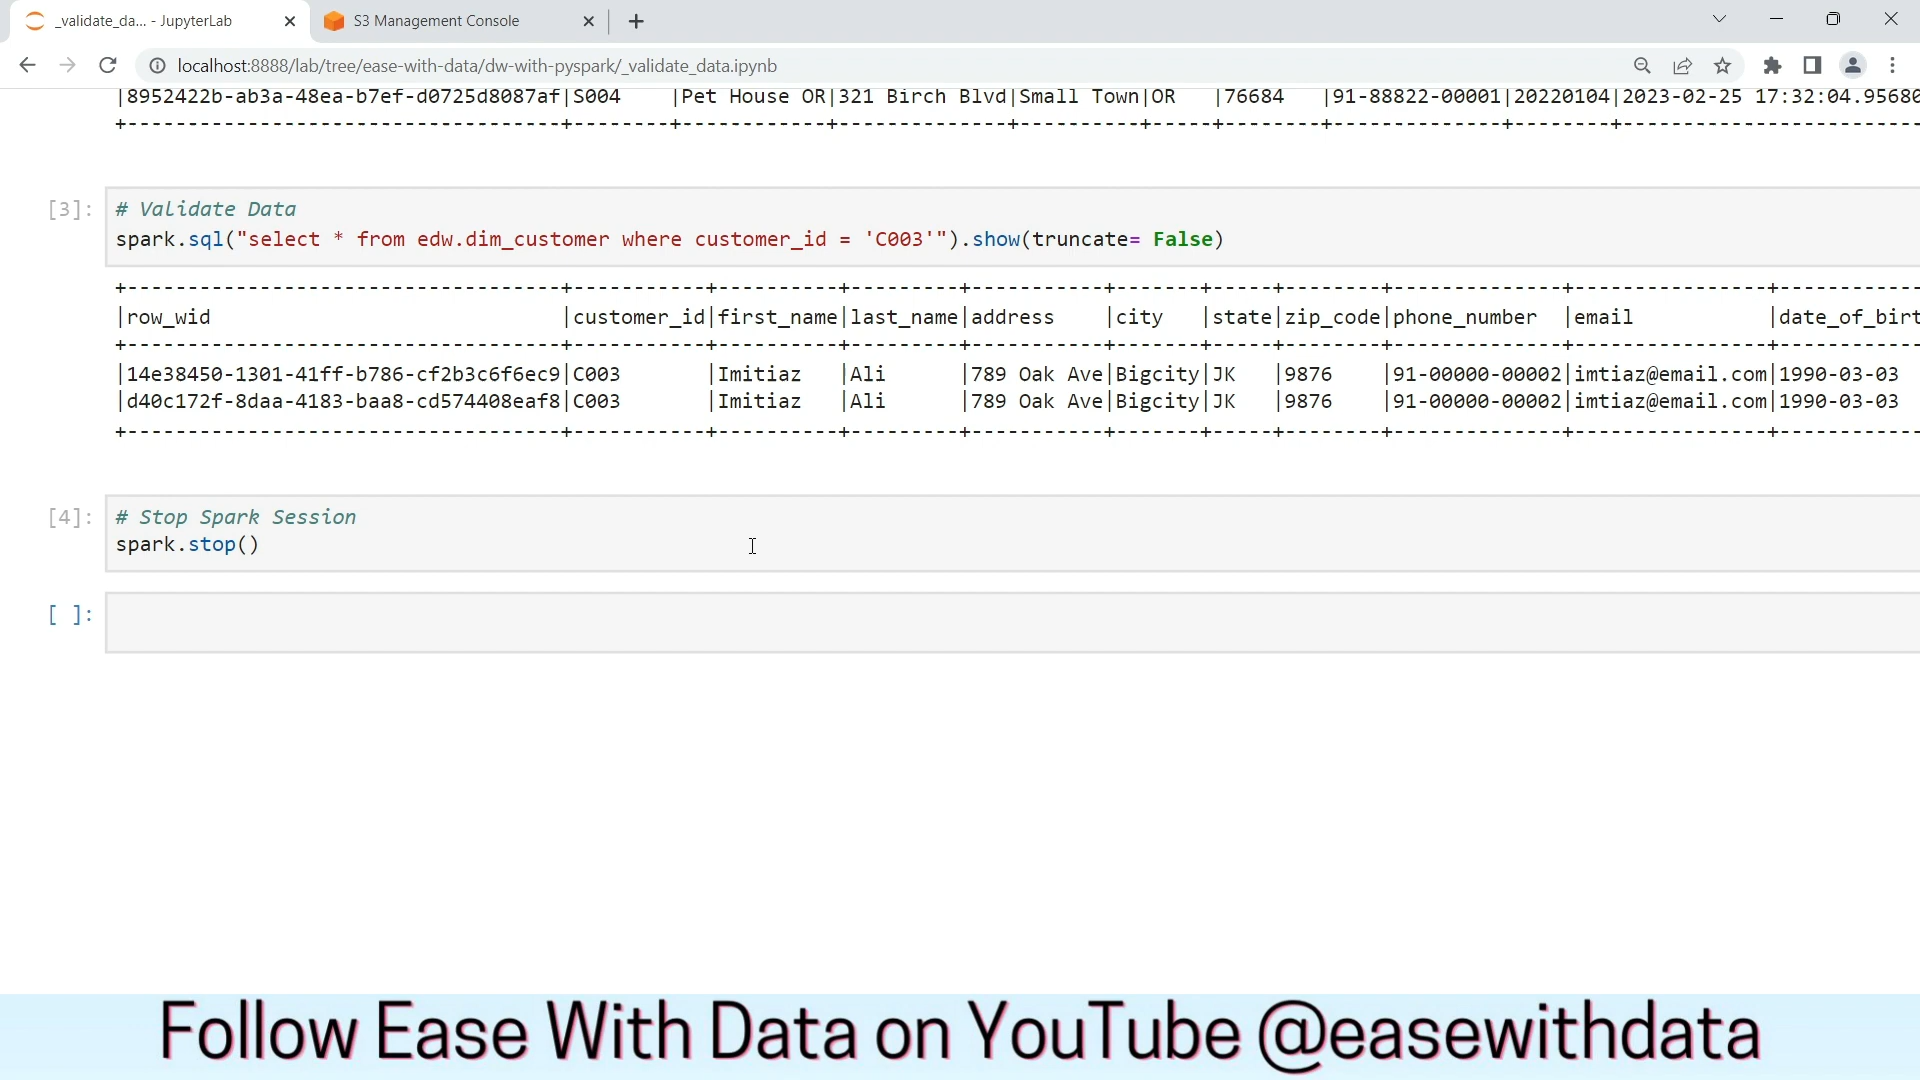 _validate_da... - JupyterLab
S3 Management Console
localhost:8888/lab/tree/ease-with-data/dw-with-pyspark/_validate_data.ipynb
|8952422b-ab3a-48ea-b7ef-d0725d8087af|S004    |Pet House OR|321 Birch Blvd|Small Town|OR   |76684   |91-88822-00001|20220104|2023-02-25 17:32:04.95680
[3]: # Validate Data
spark.sql("select * from edw.dim_customer where customer_id = 'C003'").show(truncate= False)
|row_wid                             |customer_id|first_name|last_name|address    |city   |state|zip_code|phone_number  |email           |date_of_birt
|14e38450-1301-41ff-b786-cf2b3c6f6ec9|C003       |Imitiaz   |Ali      |789 Oak Ave|Bigcity|JK   |9876    |91-00000-00002|imtiaz@email.com|1990-03-03
|d40c172f-8daa-4183-baa8-cd574408eaf8|C003       |Imitiaz   |Ali      |789 Oak Ave|Bigcity|JK   |9876    |91-00000-00002|imtiaz@email.com|1990-03-03
[4]: # Stop Spark Session
spark.stop()
[ ]:
Follow Ease With Data on YouTube @easewithdata